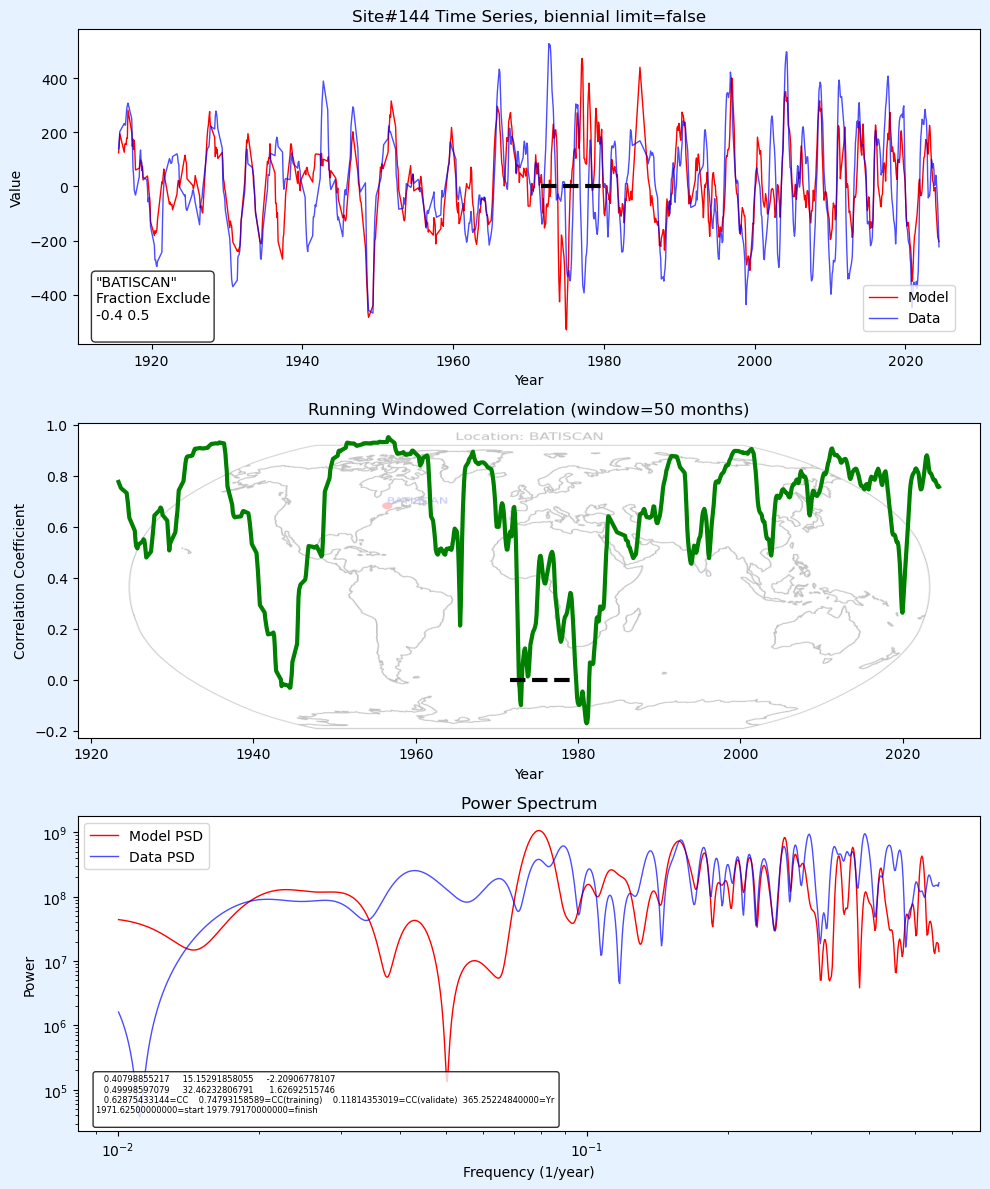 Site#144 Time Series, biennial limit=false
Value
400
200
0
−200
−400
"BATISCAN"
Fraction Exclude
-0.4 0.5
Model
Data
1920
1940
1960
1980
2000
2020
Year
Running Windowed Correlation (window=50 months)
Location: BATISCAN
BATISCAN
Correlation Coefficient
1.0
0.8
0.6
0.4
0.2
0.0
−0.2
1920
1940
1960
1980
2000
2020
Year
Power Spectrum
Model PSD
Data PSD
Power
10^9
10^8
10^7
10^6
10^5
0.40798855217 15.15291858055 -2.20906778107
0.49998597079 32.46232806791 1.62692515746
0.62875433144=CC 0.74793158589=CC(training) 0.11814353019=CC(validate) 365.25224840000=Yr
1971.62500000000=start 1979.79170000000=finish
10^−2
10^−1
Frequency (1/year)